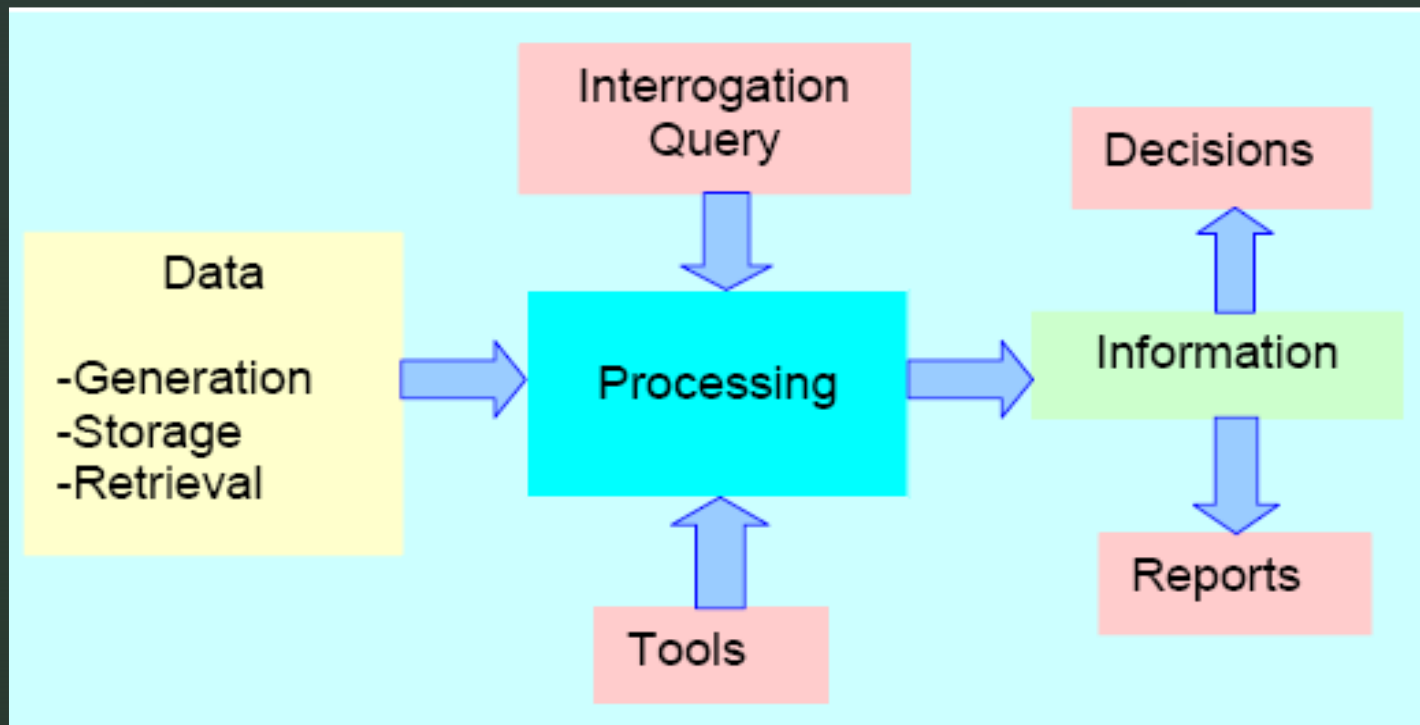 Interrogation
Query
Decisions
Data
-Generation
-Storage
-Retrieval
Processing
Information
Reports
Tools